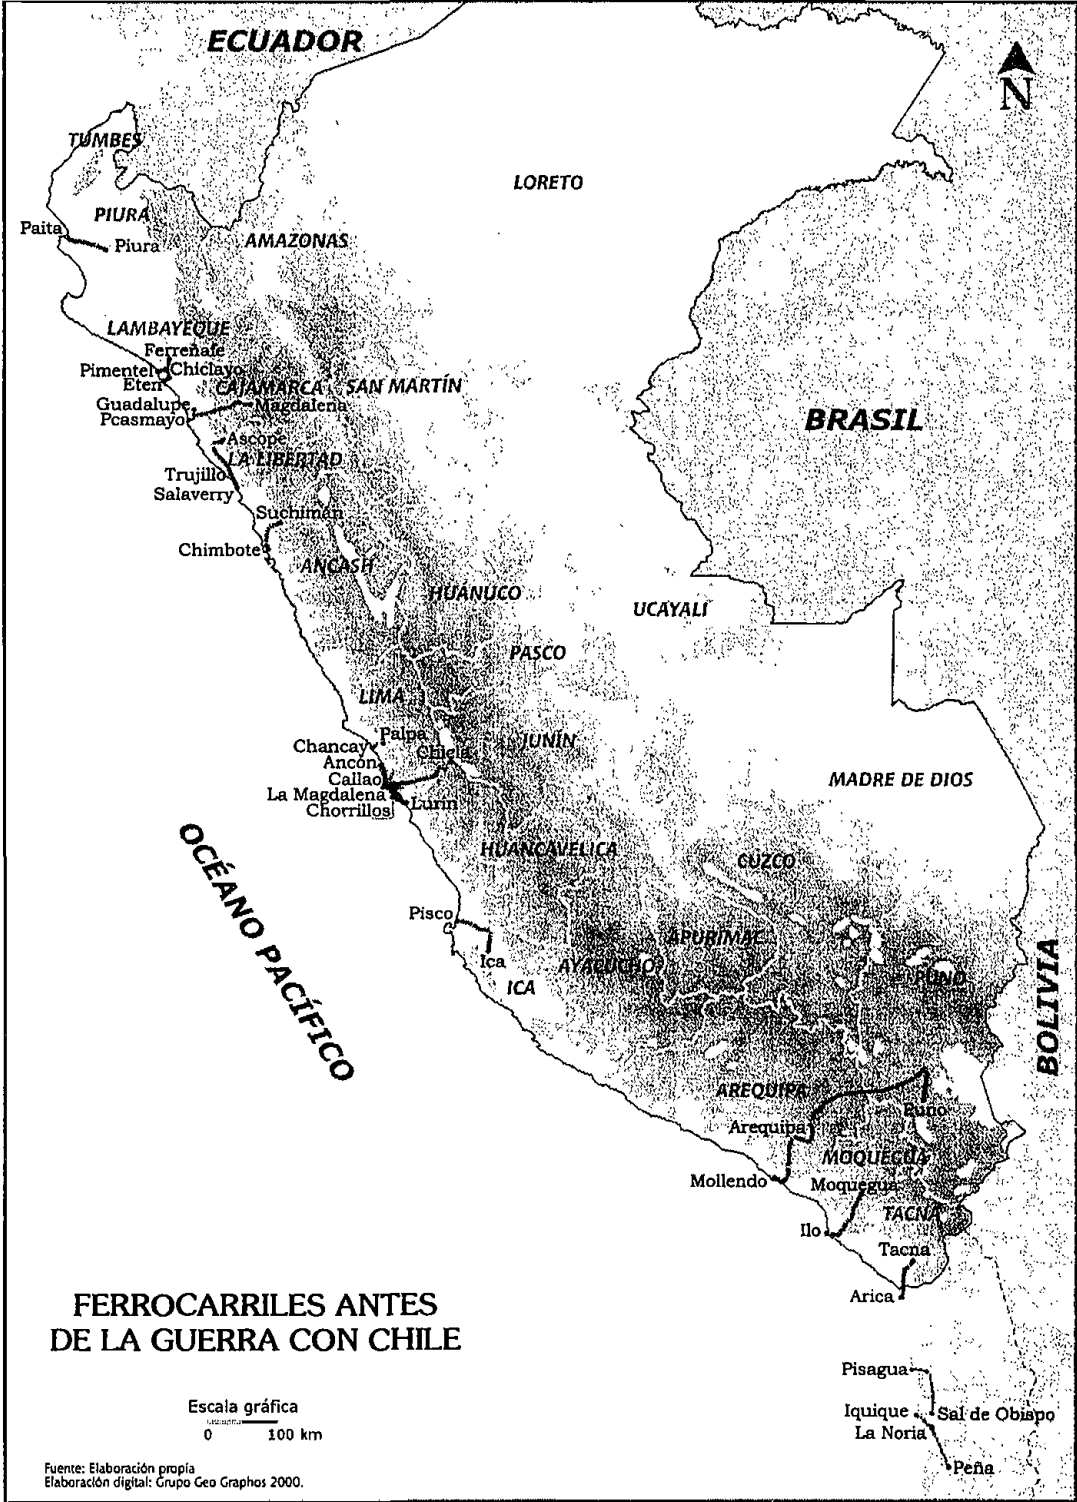 ECUADOR
N
TUMBES
LORETO
PIURA
Paita
Piura
AMAZONAS
LAMBAYEQUE
Ferreñafe
Pimentel
Chiclayo
Eten
CAJAMARCA
SAN MARTÍN
Guadalupe
Magdalena
Pcasmayo
BRASIL
Ascope
LA LIBERTAD
Trujillo
Salaverry
Suchimán
Chimbote
ANCASH
HUÁNUCO
UCAYALI
PASCO
LIMA
Palpa
Chancay
Chicla
JUNÍN
Ancón
Callao
La Magdalena
Lurín
Chorrillos
MADRE DE DIOS
OCÉANO PACÍFICO
HUANCAVELICA
CUZCO
Pisco
APURIMAC
Ica
AYACUCHO
ICA
PUNO
BOLIVIA
AREQUIPA
Puno
Arequipa
MOQUEGUA
Mollendo
Moquegua
TACNA
Ilo
Tacna
Arica
FERROCARRILES ANTES
DE LA GUERRA CON CHILE
Pisagua
Escala gráfica
Iquique
Sal de Obispo
La Noria
0 100 km
Peña
Fuente: Elaboración propia
Elaboración digital: Grupo Geo Graphos 2000.